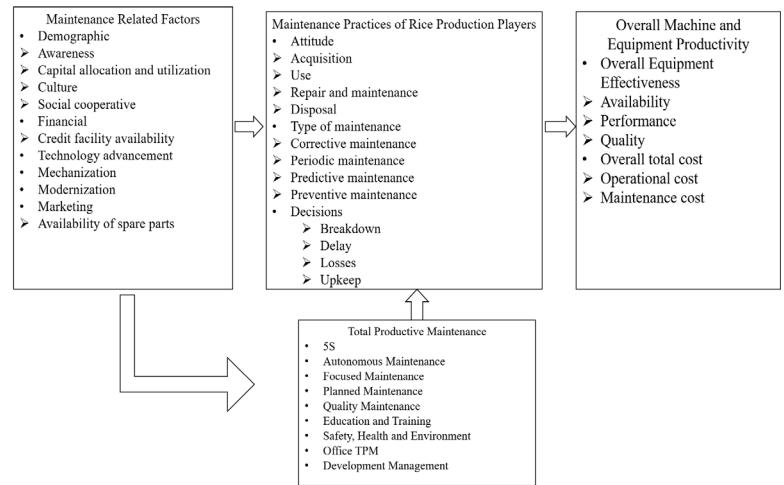 Maintenance Related Factors
• Demographic
➢ Awareness
➢ Capital allocation and utilization
➢ Culture
➢ Social cooperative
• Financial
➢ Credit facility availability
• Technology advancement
• Mechanization
• Modernization
• Marketing
➢ Availability of spare parts
Maintenance Practices of Rice Production Players
• Attitude
➢ Acquisition
➢ Use
➢ Repair and maintenance
➢ Disposal
• Type of maintenance
➢ Corrective maintenance
➢ Periodic maintenance
➢ Predictive maintenance
➢ Preventive maintenance
• Decisions
➢ Breakdown
➢ Delay
➢ Losses
➢ Upkeep
Overall Machine and
Equipment Productivity
• Overall Equipment
Effectiveness
➢ Availability
➢ Performance
➢ Quality
• Overall total cost
➢ Operational cost
➢ Maintenance cost
Total Productive Maintenance
• 5S
• Autonomous Maintenance
• Focused Maintenance
• Planned Maintenance
• Quality Maintenance
• Education and Training
• Safety, Health and Environment
• Office TPM
• Development Management